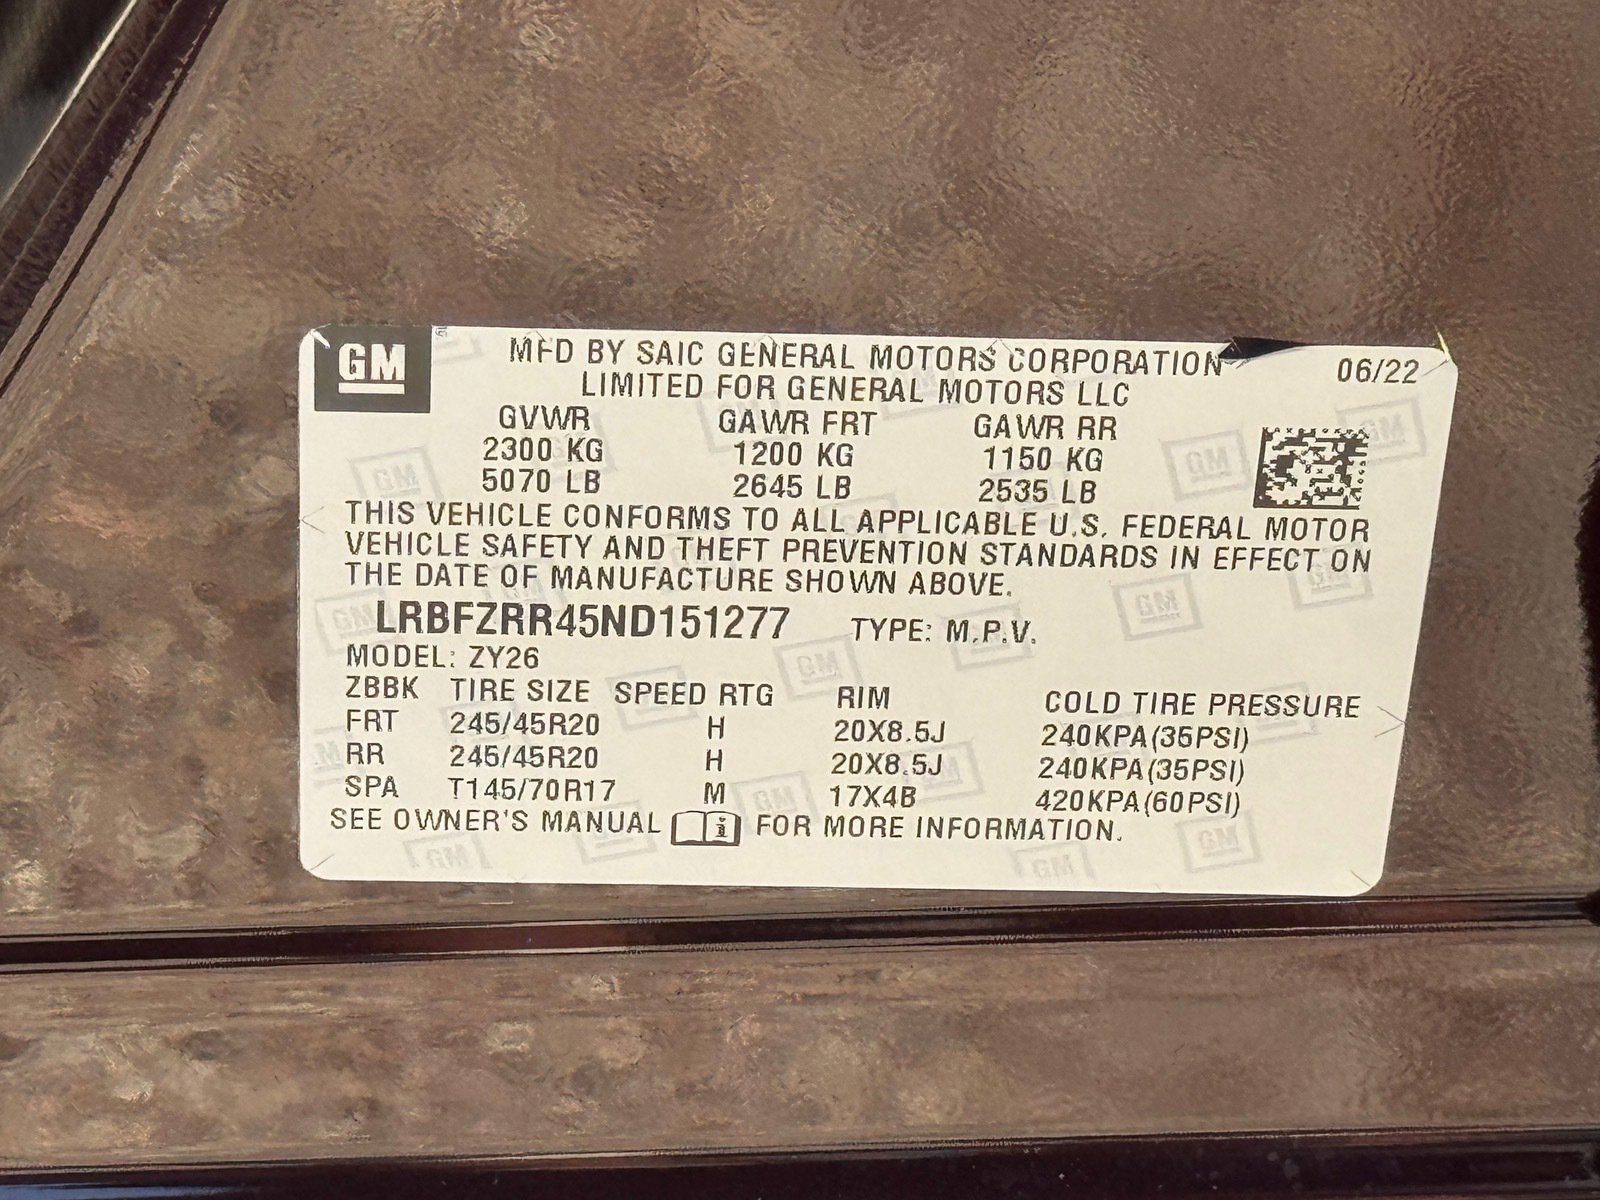 GM
MFD BY SAIC GENERAL MOTORS CORPORATION
LIMITED FOR GENERAL MOTORS LLC
06/22
GVWR GAWR FRT GAWR RR
2300 KG 1200 KG 1150 KG
5070 LB 2645 LB 2535 LB
THIS VEHICLE CONFORMS TO ALL APPLICABLE U.S. FEDERAL MOTOR
VEHICLE SAFETY AND THEFT PREVENTION STANDARDS IN EFFECT ON
THE DATE OF MANUFACTURE SHOWN ABOVE.
LRBFZRR45ND151277 TYPE: M.P.V.
MODEL: ZY26
ZBBK TIRE SIZE SPEED RTG RIM COLD TIRE PRESSURE
FRT 245/45R20 H 20X8.5J 240KPA(35PSI)
RR 245/45R20 H 20X8.5J 240KPA(35PSI)
SPA T145/70R17 M 17X4B 420KPA(60PSI)
SEE OWNER'S MANUAL FOR MORE INFORMATION.